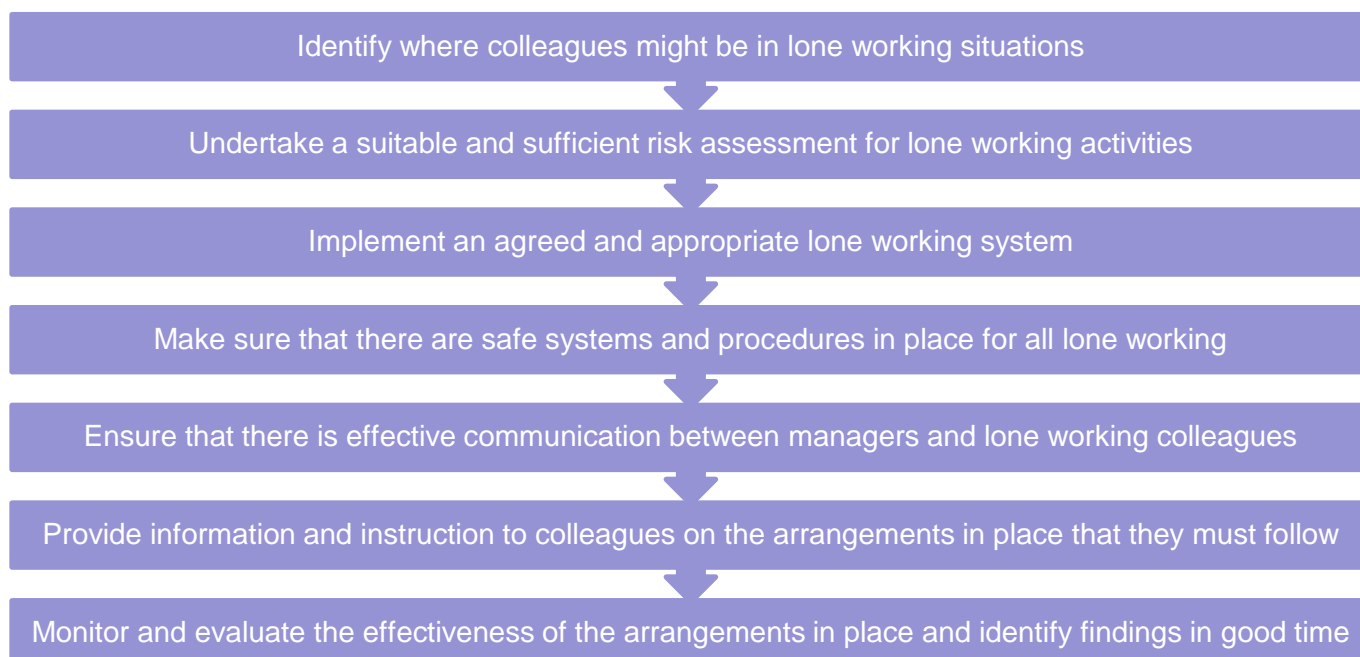 Identify where colleagues might be in lone working situations
Undertake a suitable and sufficient risk assessment for lone working activities
Implement an agreed and appropriate lone working system
Make sure that there are safe systems and procedures in place for all lone working
Ensure that there is effective communication between managers and lone working colleagues
Provide information and instruction to colleagues on the arrangements in place that they must follow
Monitor and evaluate the effectiveness of the arrangements in place and identify findings in good time